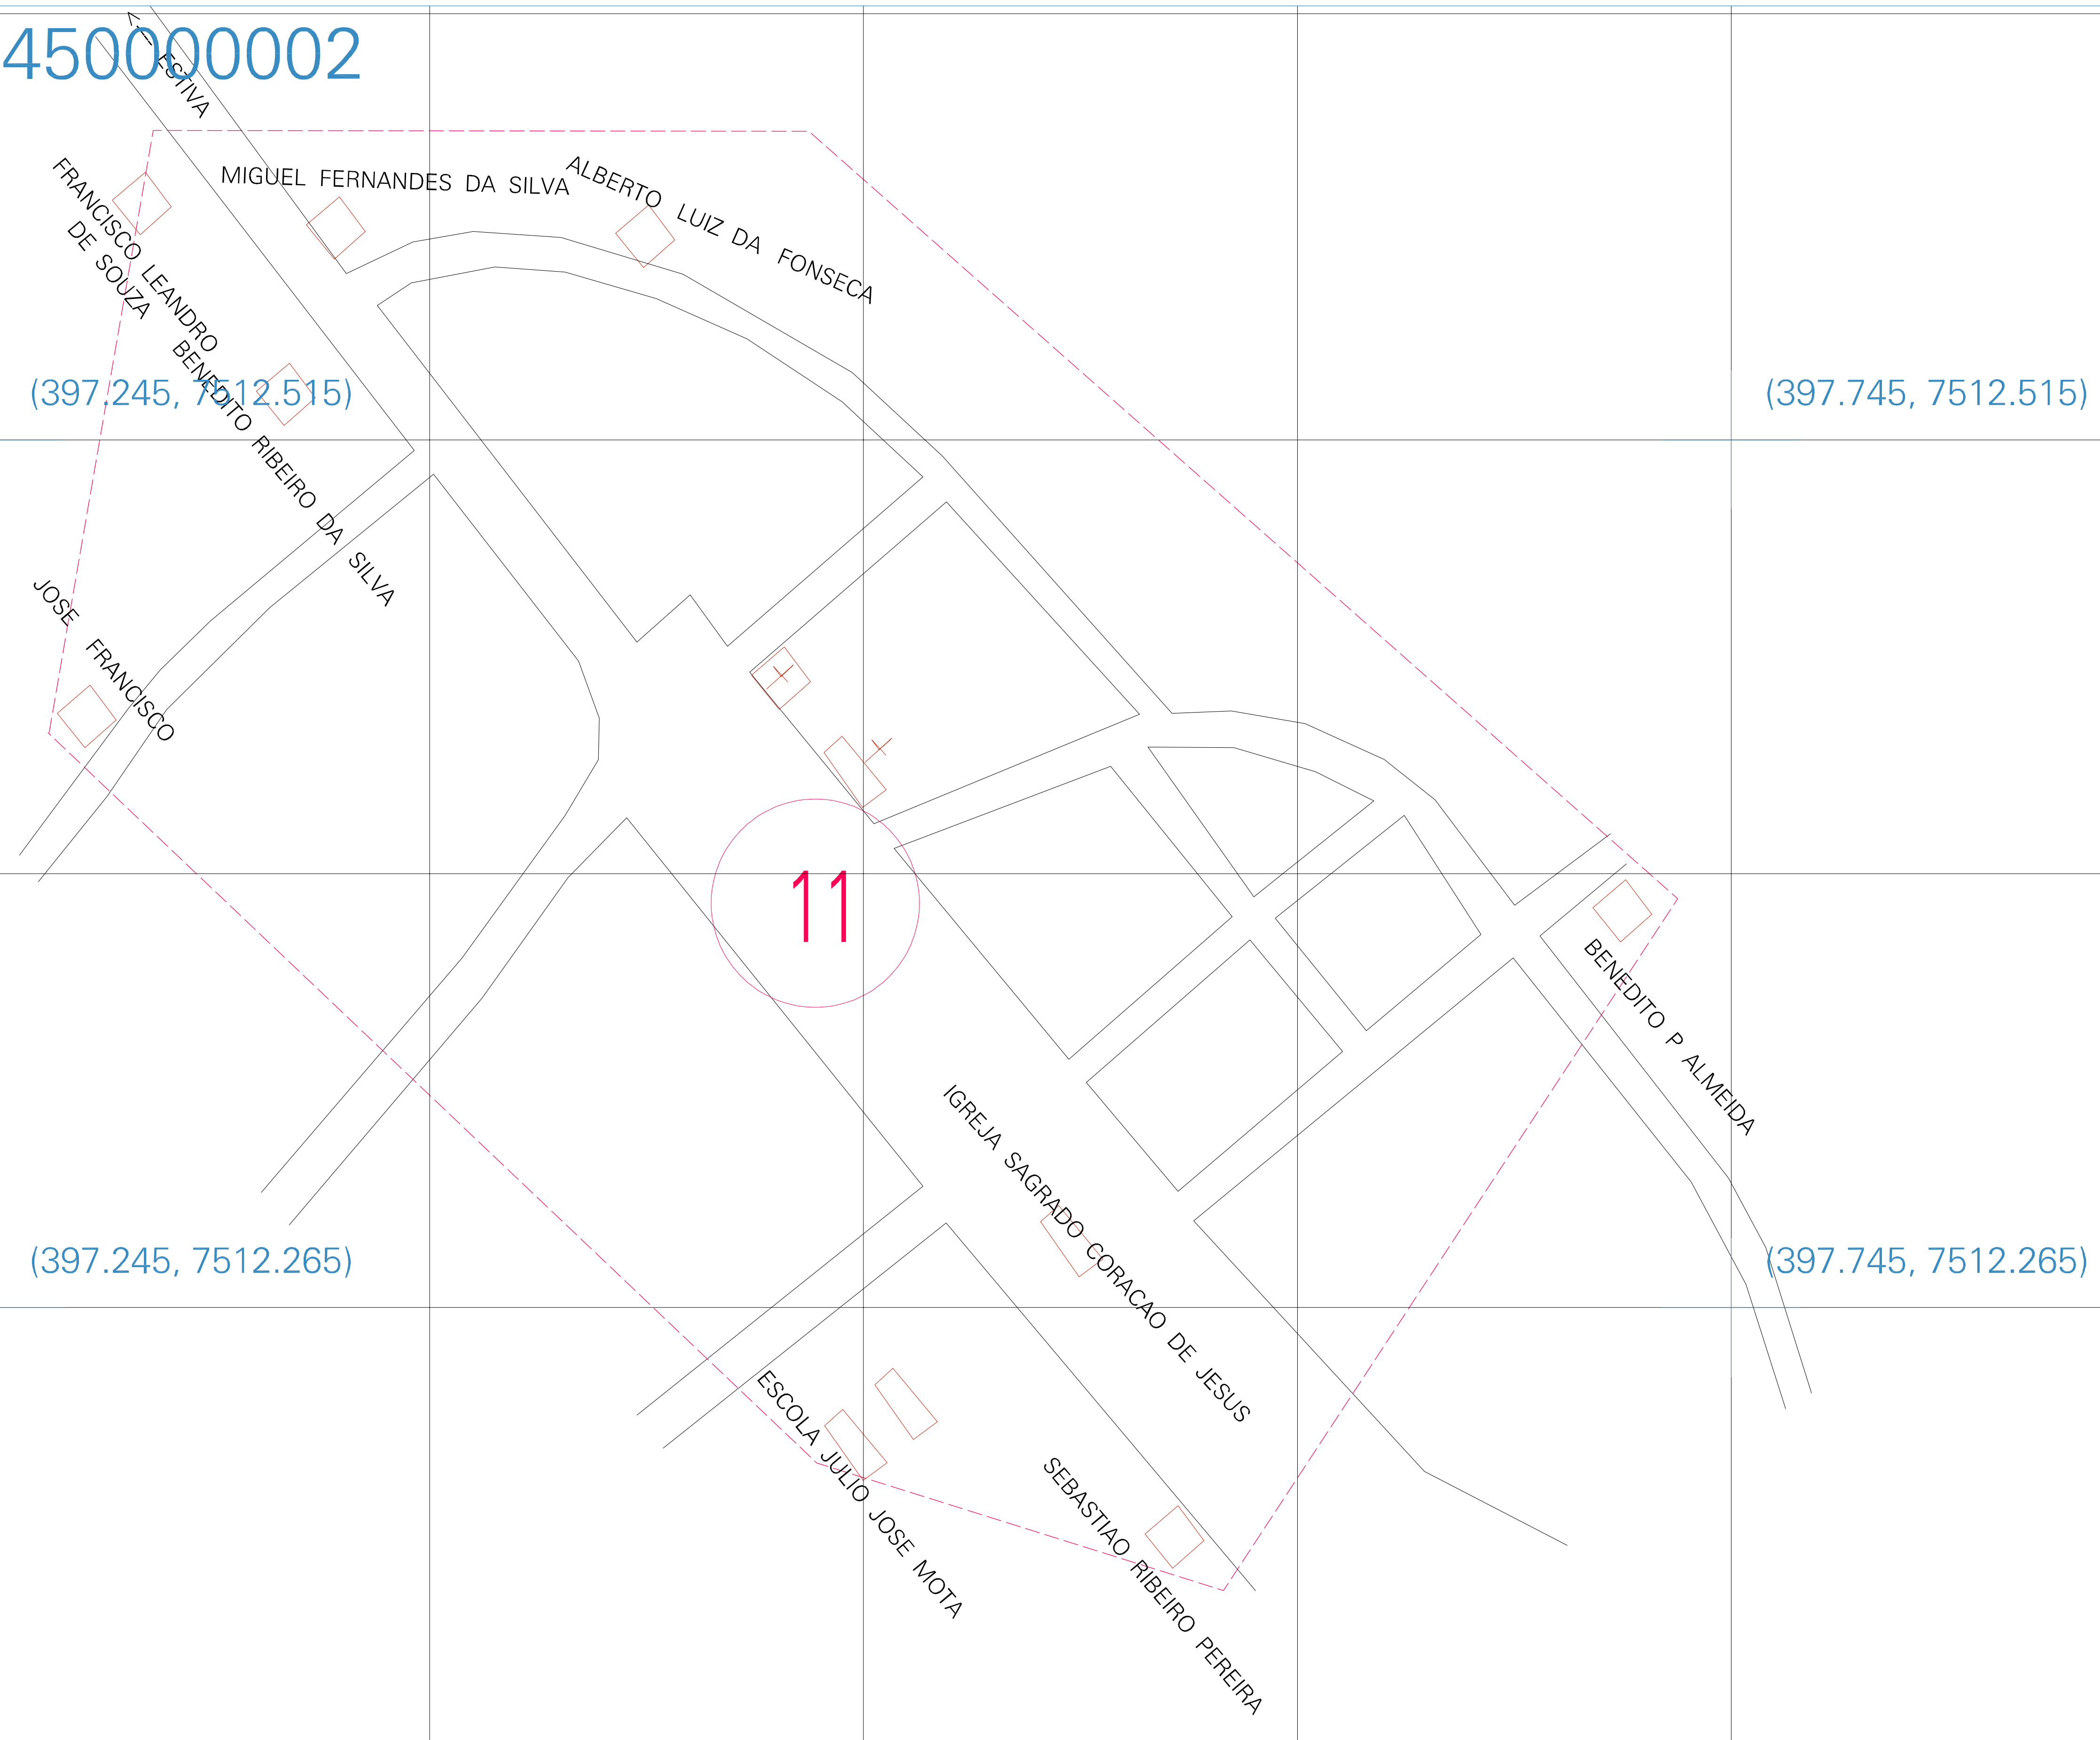 450000002
<-- ESTIVA
MIGUEL FERNANDES DA SILVA
ALBERTO LUIZ DA FONSECA
FRANCISCO LEANDRO
DE SOUZA
BENEDITO RIBEIRO DA SILVA
(397.245, 7512.515)
(397.745, 7512.515)
JOSE FRANCISCO
11
BENEDITO P ALMEIDA
IGREJA SAGRADO CORACAO DE JESUS
(397.245, 7512.265)
(397.745, 7512.265)
ESCOLA JULIO JOSE MOTA
SEBASTIAO RIBEIRO PEREIRA